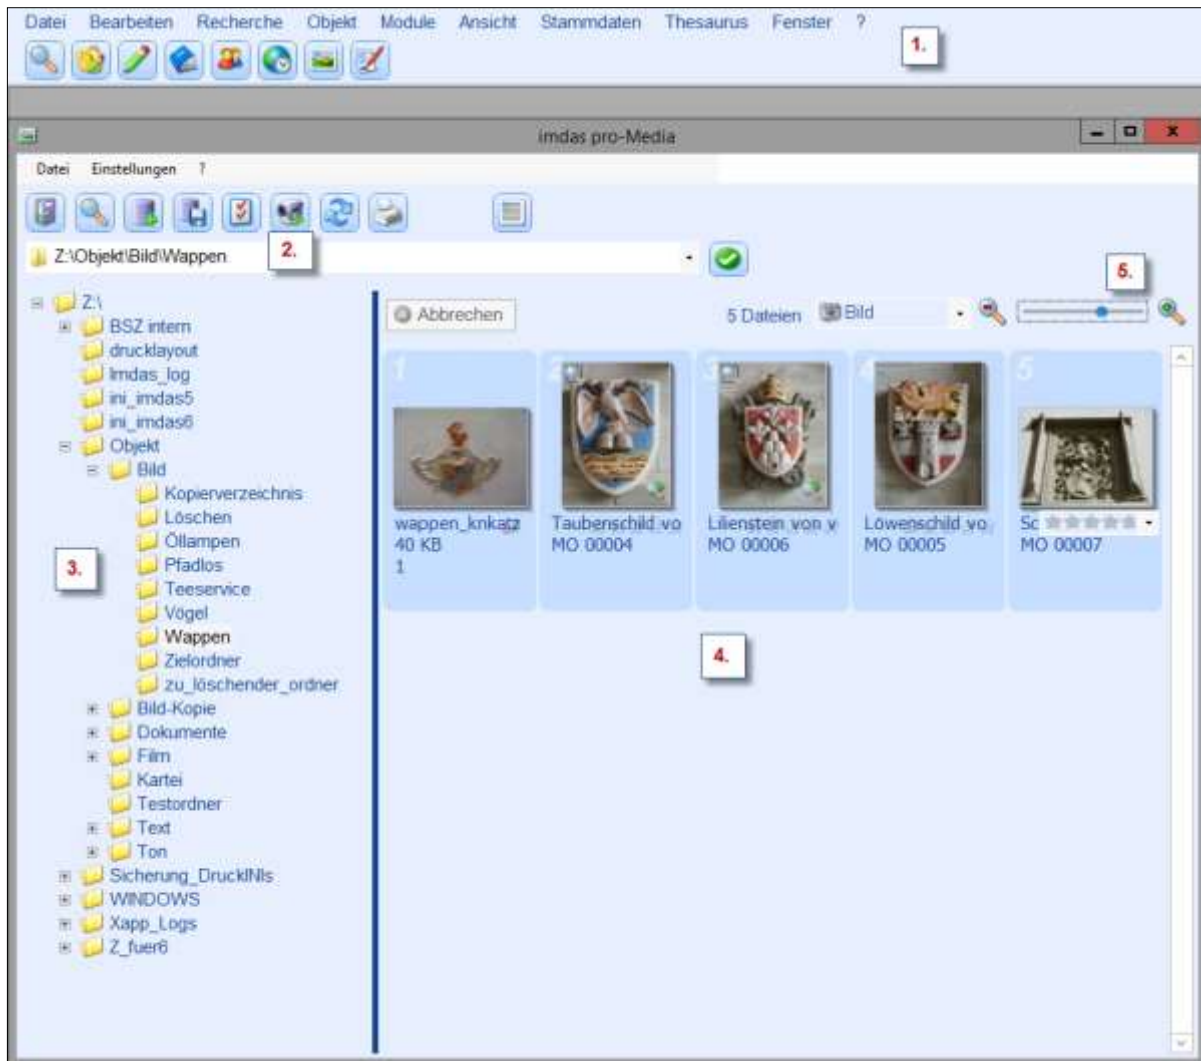 Datei Bearbeiten Recherche Objekt Module Ansicht Stammdaten Thesaurus Fenster ?
1.
imdas pro-Media
Datei Einstellungen ?
2.
Z:\Objekt\Bild\Wappen
5.
Z:\
BSZ intern
drucklayout
Imdas_log
ini_imdas5
ini_imdas6
Objekt
Bild
Kopierverzeichnis
Löschen
Öllampen
Pfadlos
Teeservice
Vögel
Wappen
Zielordner
zu_löschender_ordner
Bild-Kopie
Dokumente
Film
Kartei
Testordner
Text
Ton
Sicherung_DruckINIs
WINDOWS
Xapp_Logs
Z_fuer6
3.
Abbrechen 5 Dateien Bild
1 2 3 4 5
wappen_knkatz Taubenschild vo Lilienstein von v Löwenschild vo Sc
40 KB MO 00004 MO 00006 MO 00005 MO 00007
1
4.